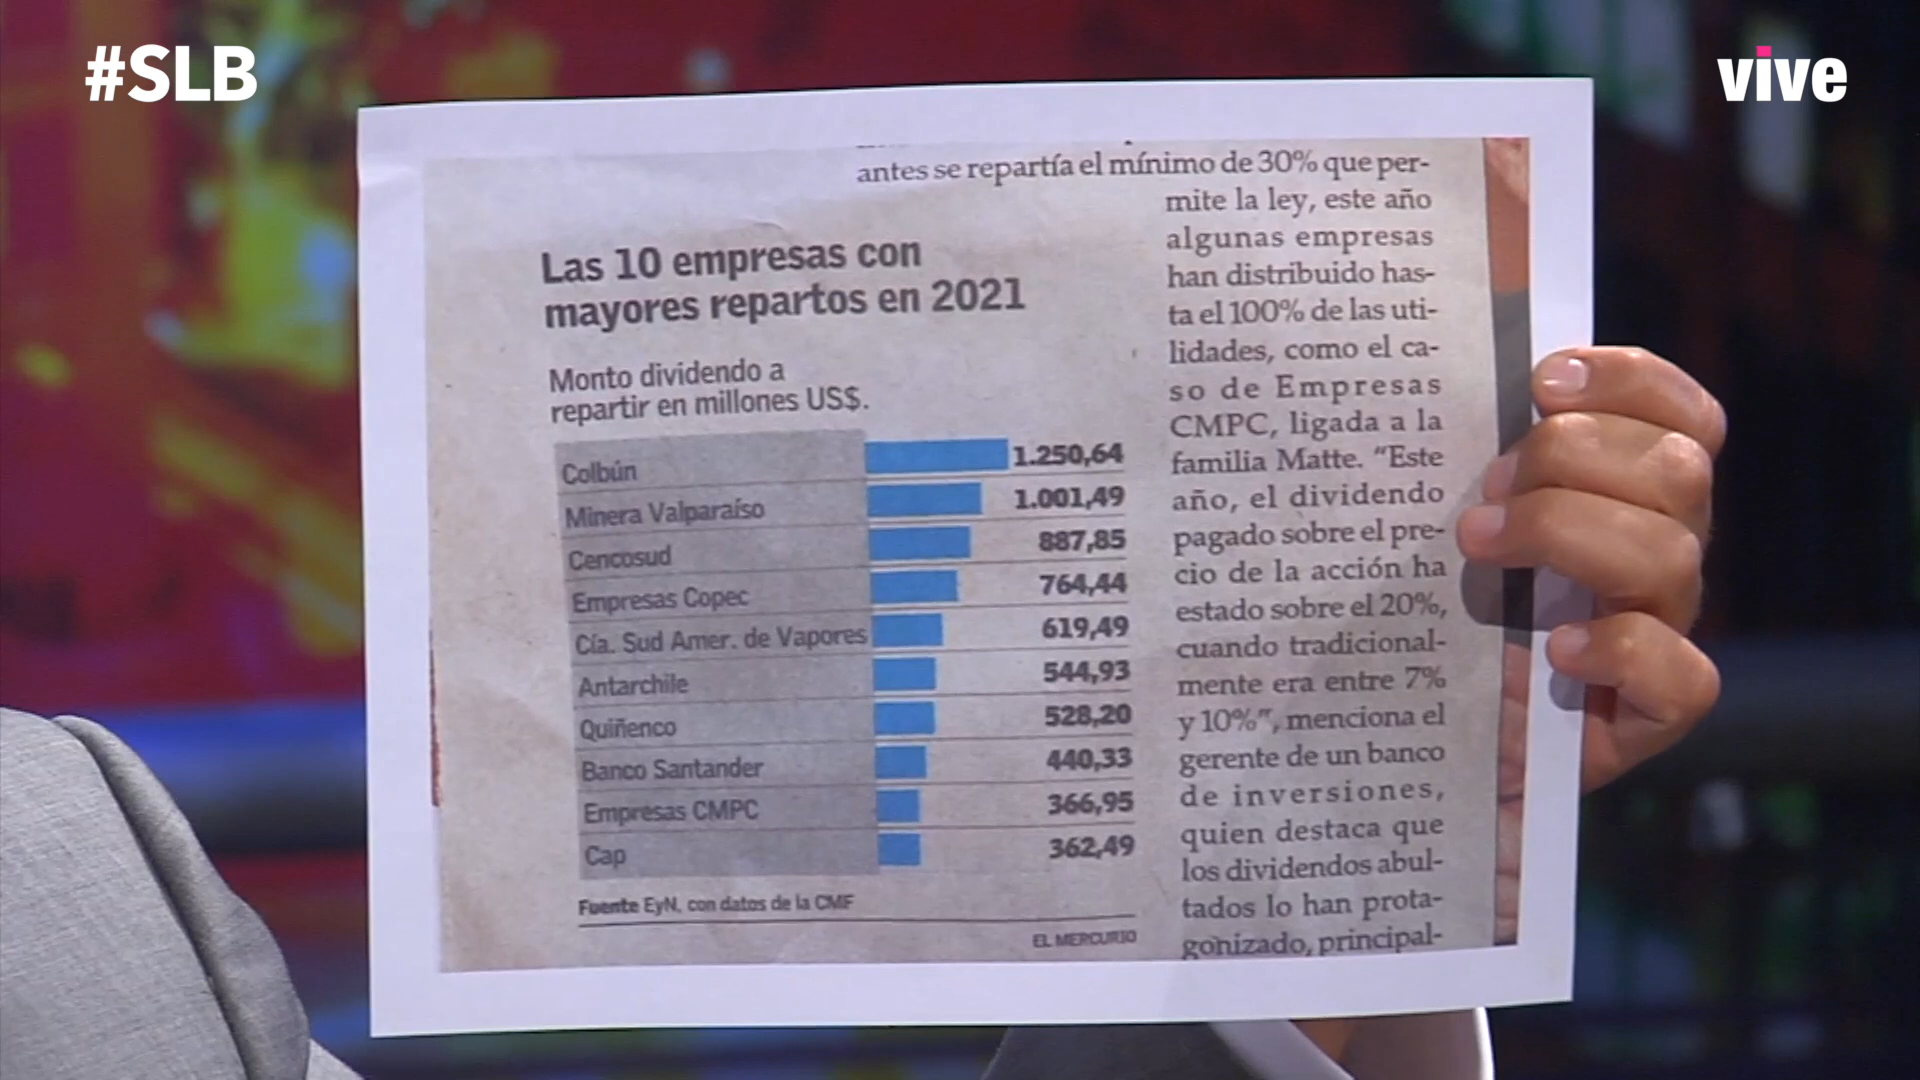 #SLB
vive
antes se repartía el mínimo de 30% que per-
mite la ley, este año
algunas empresas
han distribuido has-
ta el 100% de las uti-
lidades, como el ca-
so de Empresas
CMPC, ligada a la
familia Matte. “Este
año, el dividendo
pagado sobre el pre-
cio de la acción ha
estado sobre el 20%,
cuando tradicional-
mente era entre 7%
y 10%”, menciona el
gerente de un banco
de inversiones,
quien destaca que
los dividendos abul-
tados lo han prota-
gonizado, principal-
Las 10 empresas con
mayores repartos en 2021
Monto dividendo a
repartir en millones US$.
Colbún 1.250,64
Minera Valparaíso 1.001,49
Cencosud 887,85
Empresas Copec 764,44
Cía. Sud Amer. de Vapores 619,49
Antarchile 544,93
Quiñenco 528,20
Banco Santander 440,33
Empresas CMPC 366,95
Cap 362,49
Fuente EyN, con datos de la CMF
EL MERCURIO